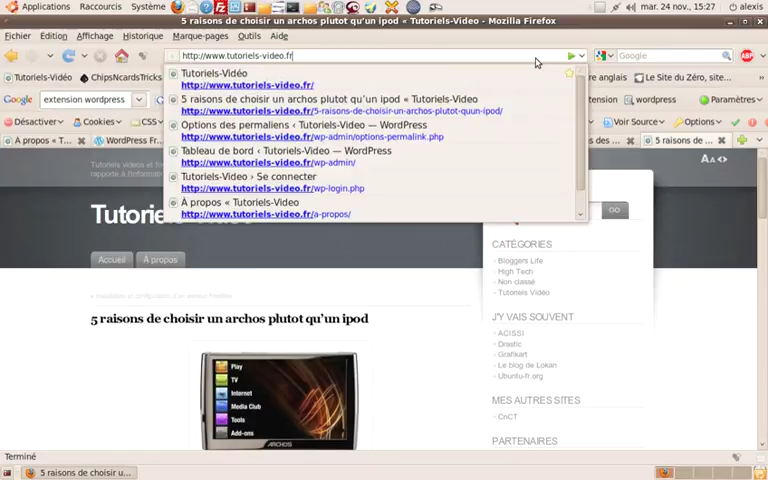 Applications Raccourcis Système mar. 24 nov., 15:27 alexis
5 raisons de choisir un archos plutot qu'un ipod « Tutoriels-Video - Mozilla Firefox
Fichier Édition Affichage Historique Marque-pages Outils Aide
http://www.tutoriels-video.fr
Google
Tutoriels-Vidéo
http://www.tutoriels-video.fr/
5 raisons de choisir un archos plutot qu'un ipod « Tutoriels-Video
http://www.tutoriels-video.fr/5-raisons-de-choisir-un-archos-plutot-quun-ipod/
Options des permaliens ‹ Tutoriels-Video — WordPress
http://www.tutoriels-video.fr/wp-admin/options-permalink.php
Tableau de bord ‹ Tutoriels-Video — WordPress
http://www.tutoriels-video.fr/wp-admin/
Tutoriels-Video › Se connecter
http://www.tutoriels-video.fr/wp-login.php
À propos « Tutoriels-Video
http://www.tutoriels-video.fr/a-propos/
Tutoriels-Vidéo ChipsNcardsTricks
re anglais Le Site du Zéro, site...
Google extension wordpress
wordpress Paramètres
Désactiver Cookies CSS
Voir Source Options
À propos « T... WordPress Fr...
s des ... 5 raisons de ...
Tutoriels videos et
rapporte à l'informat
AA
GO
Accueil À propos
5 raisons de choisir un archos plutot qu'un ipod
Play
TV
Internet
Media Club
Tools
Add-ons
ARCHOS
CATÉGORIES
Bloggers Life
High Tech
Non classé
Tutoriels Vidéo
J'Y VAIS SOUVENT
ACISSI
Drastic
Grafikart
Le blog de Lokan
Ubuntu-fr.org
MES AUTRES SITES
CnCT
PARTENAIRES
Terminé
5 raisons de choisir u...